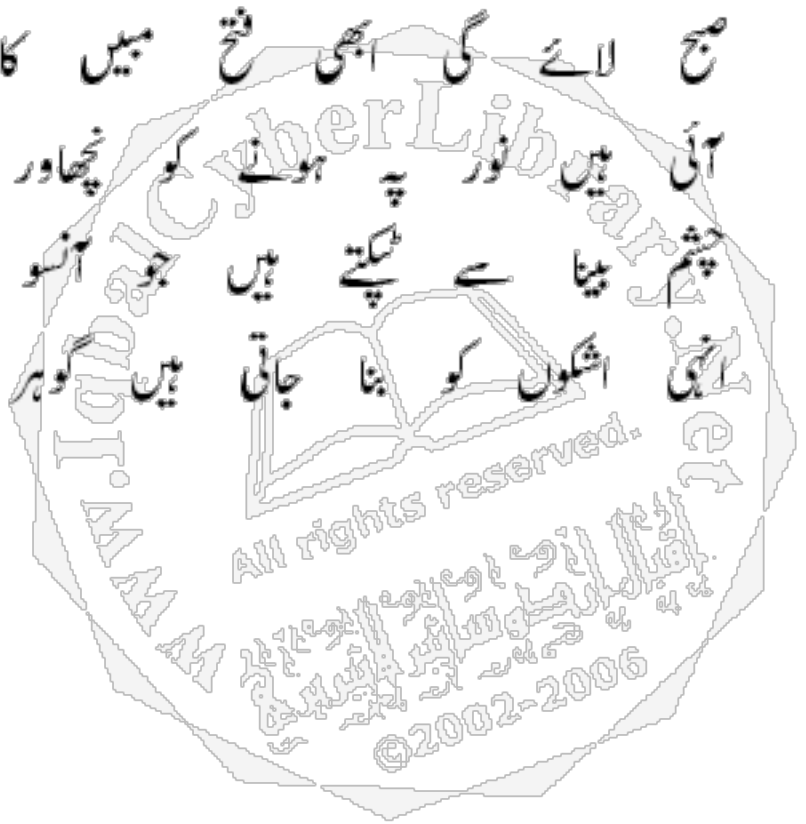 صبح لائے گی ابھی فتح مبیں کا
آئی ہیں نور پہ ہونے کو نچھاور
چشم بینا سے ٹپکتے ہیں جو آنسو
انہی اشکوں کو بنا جاتی ہیں گوہر
www.IqbalCyberLibrary.Net
All rights reserved.
©2002-2006